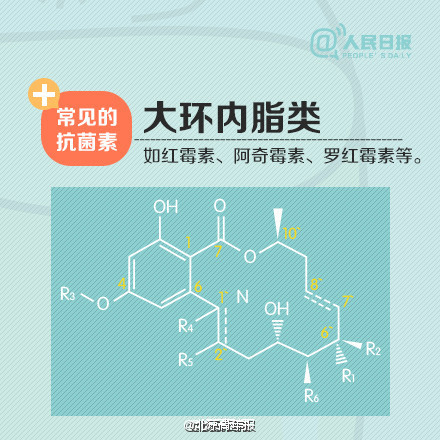 @人民日报
PEOPLE'S DAILY
常见的
抗菌素
大环内脂类
如红霉素、阿奇霉素、罗红霉素等。
OH
O
1
7
10'
O
4
R3
O
6
1'
N
8'
7'
OH
R4
6'
R5
2'
R2
R1
R6
@北京青年报